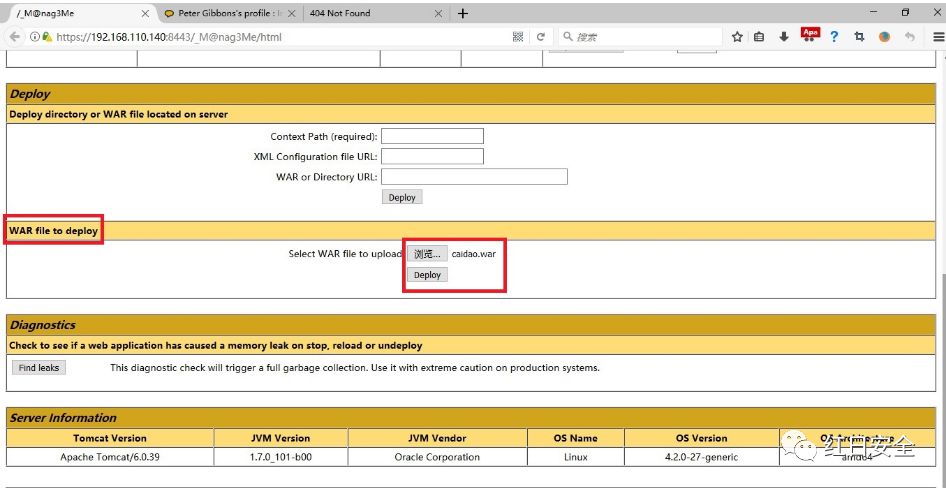 /_M@nag3Me
Peter Gibbons's profile : I
404 Not Found
https://192.168.110.140:8443/_M@nag3Me/html
搜索
Deploy
Deploy directory or WAR file located on server
Context Path (required):
XML Configuration file URL:
WAR or Directory URL:
Deploy
WAR file to deploy
Select WAR file to upload 浏览... caidao.war
Deploy
Diagnostics
Check to see if a web application has caused a memory leak on stop, reload or undeploy
Find leaks This diagnostic check will trigger a full garbage collection. Use it with extreme caution on production systems.
Server Information
Tomcat Version JVM Version JVM Vendor OS Name OS Version
Apache Tomcat/6.0.39 1.7.0_101-b00 Oracle Corporation Linux 4.2.0-27-generic amd64
红日安全